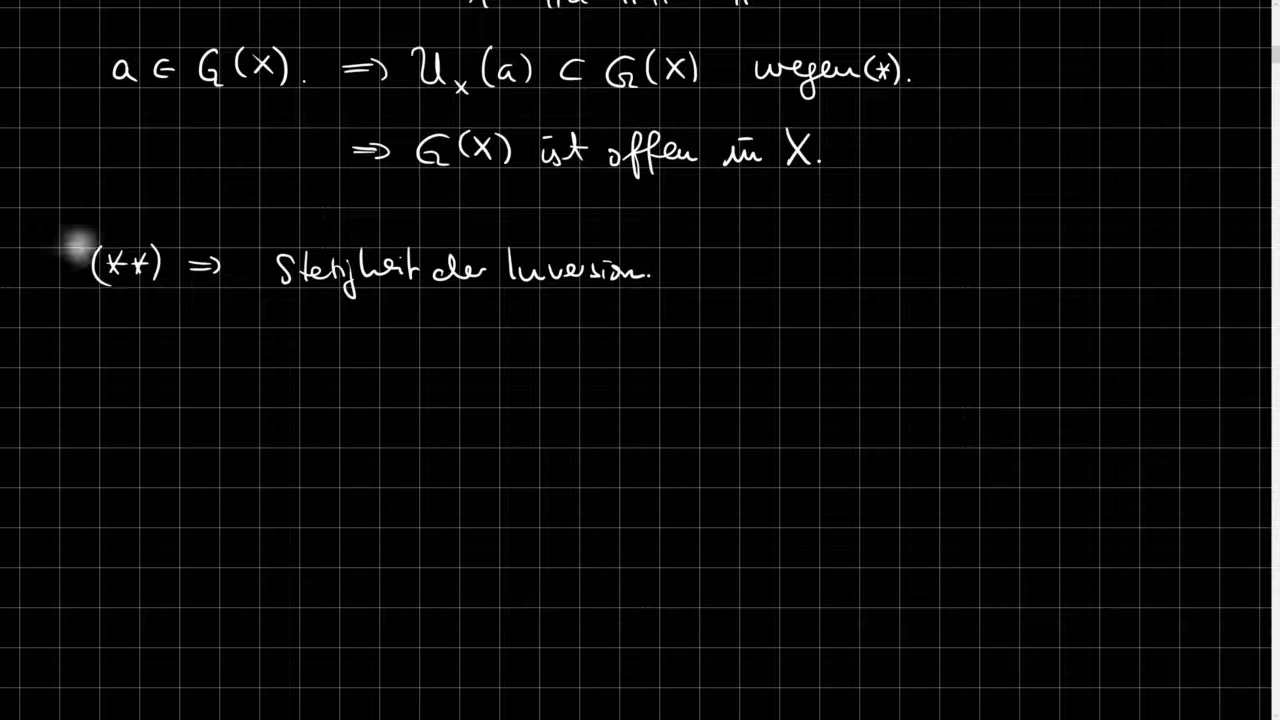 a ∈ G(X). ⇒ U_x(a) ⊂ G(X) wegen (*).
⇒ G(X) ist offen in X.
(**) ⇒ Stetigkeit der Inversion.